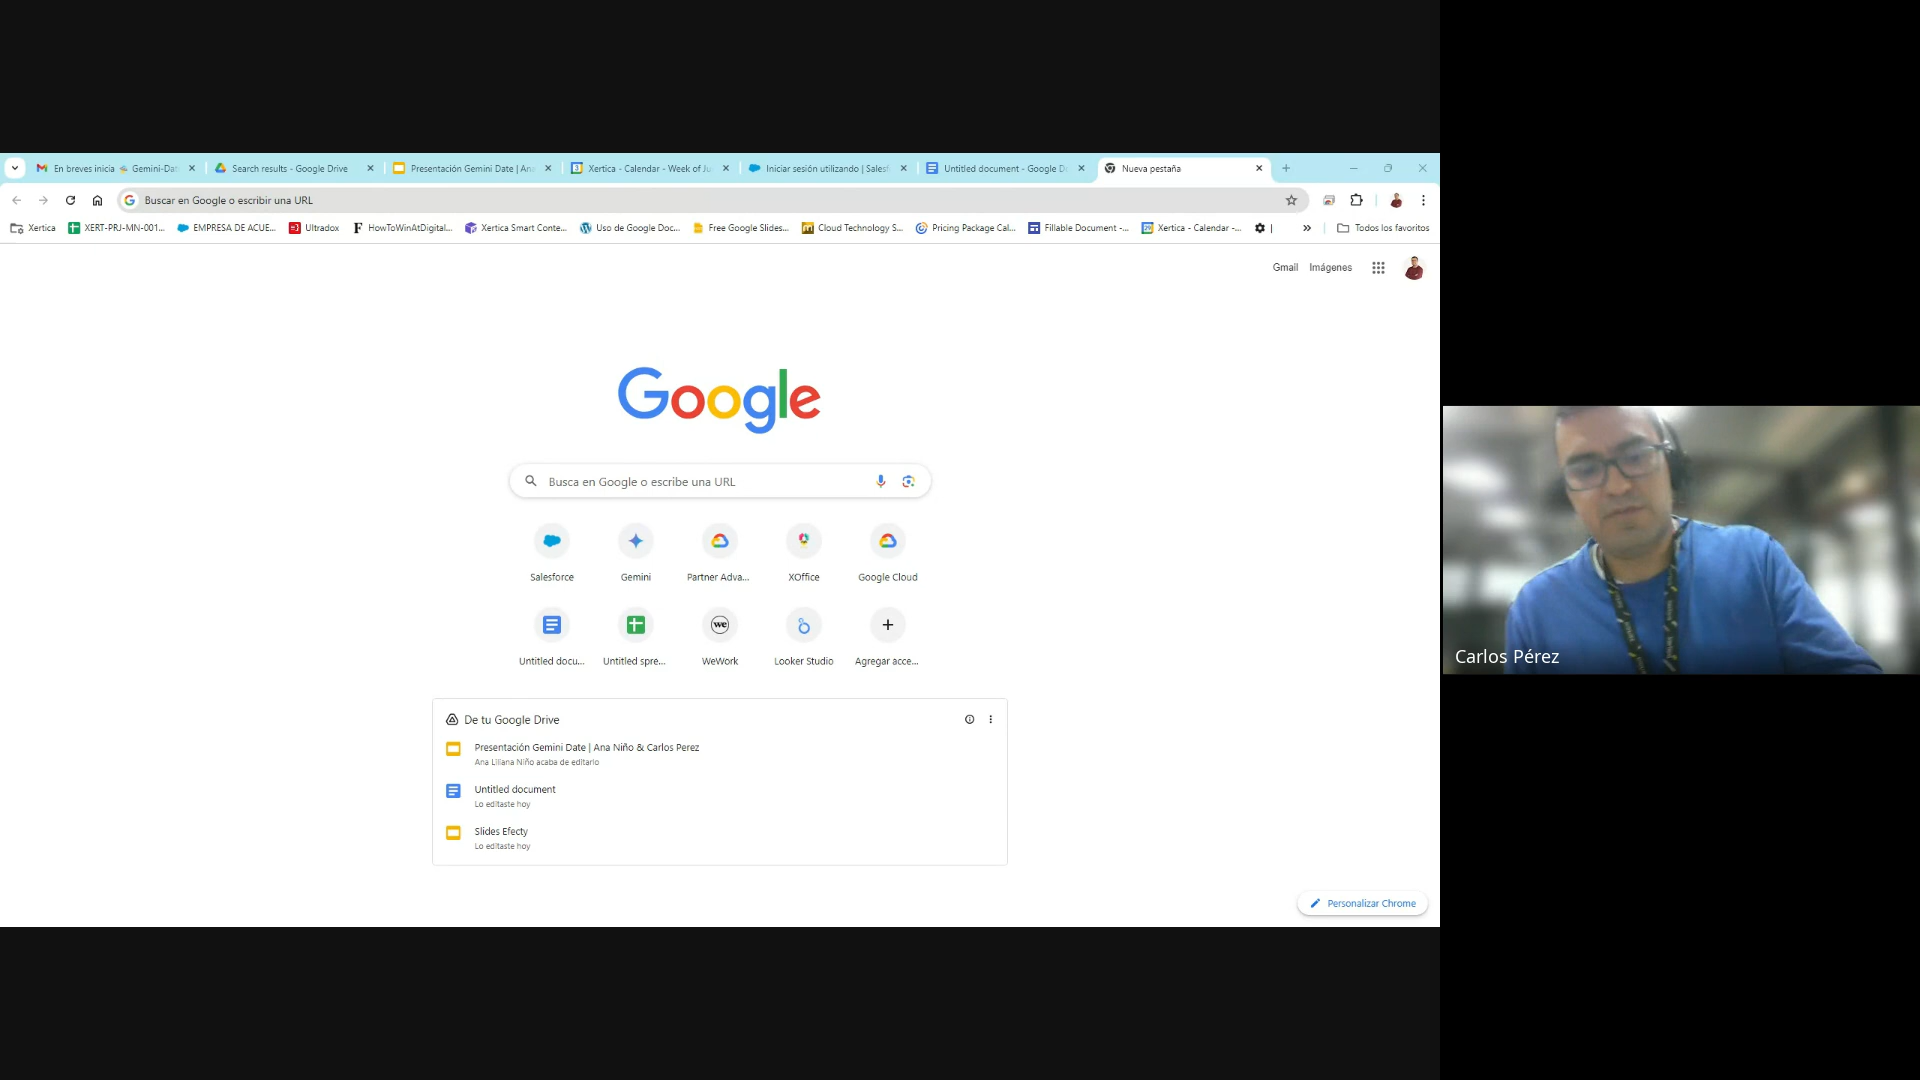 En breves inicia Gemini-Dat
Search results - Google Drive
Presentación Gemini Date | Ana
Xertica - Calendar - Week of Ju
Iniciar sesión utilizando | Salesf
Untitled document - Google D
Nueva pestaña
Buscar en Google o escribir una URL
Xertica
XERT-PRJ-MN-001...
EMPRESA DE ACUE...
Ultradox
HowToWinAtDigital...
Xertica Smart Conte...
Uso de Google Doc...
Free Google Slides...
Cloud Technology S...
Pricing Package Cal...
Fillable Document -...
Xertica - Calendar -...
|
»
Todos los favoritos
Gmail
Imágenes
Google
Busca en Google o escribe una URL
Salesforce
Gemini
Partner Adva...
XOffice
Google Cloud
we
Untitled docu...
Untitled spre...
WeWork
Looker Studio
Agregar acce...
De tu Google Drive
Presentación Gemini Date | Ana Niño & Carlos Perez
Ana Liliana Niño acaba de editarlo
Untitled document
Lo editaste hoy
Slides Efecty
Lo editaste hoy
Personalizar Chrome
Carlos Pérez